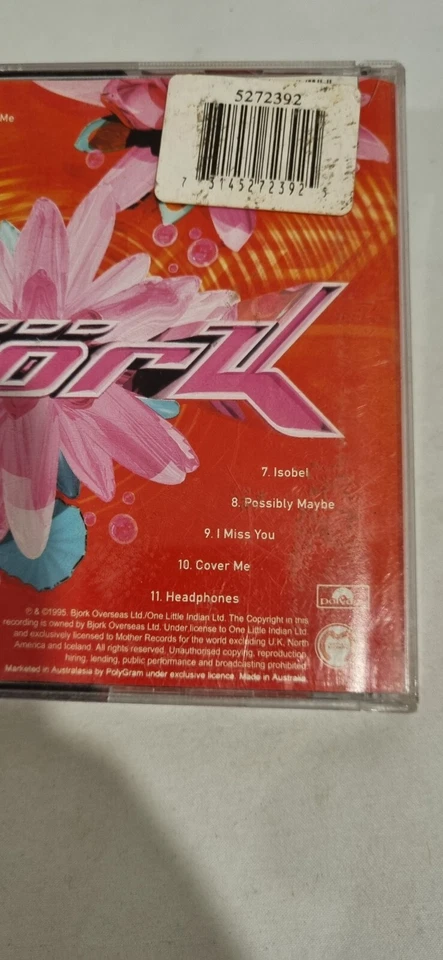 5272392
7 31452 72392
Me
ork
7. Isobel
8. Possibly Maybe
9. I Miss You
10. Cover Me
11. Headphones
polydor
℗ & ©1995. Bjork Overseas Ltd./One Little Indian Ltd. The Copyright in this
recording is owned by Bjork Overseas Ltd. Under license to One Little Indian Ltd.
and exclusively licensed to Mother Records for the world excluding U.K, North
America and Iceland. All rights reserved. Unauthorised copying, reproduction,
hiring, lending, public performance and broadcasting prohibited.
Marketed in Australasia by PolyGram under exclusive licence. Made in Australia.